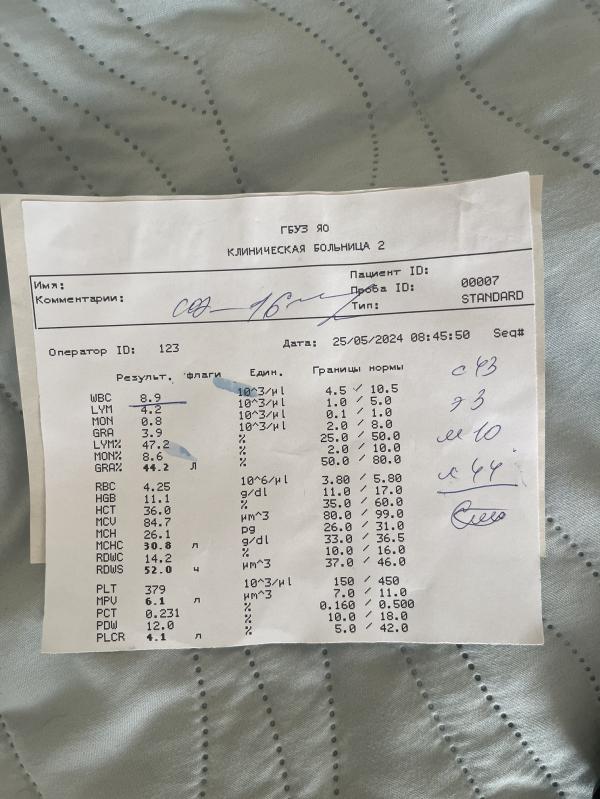 ГБУЗ ЯО
КЛИНИЧЕСКАЯ БОЛЬНИЦА 2
Имя: Пациент ID:
Комментарии: Проба ID: 00007
соэ - 16 Тип: STANDARD
Оператор ID: 123 Дата: 25/05/2024 08:45:50 Seq#
Результ. флаги Един. Границы нормы
WBC 8.9 10^3/µl 4.5 / 10.5
LYM 4.2 10^3/µl 1.0 / 5.0
MON 0.8 10^3/µl 0.1 / 1.0
GRA 3.9 10^3/µl 2.0 / 8.0
LYM% 47.2 % 25.0 / 50.0
MON% 8.6 % 2.0 / 10.0
GRA% 44.2 л % 50.0 / 80.0
RBC 4.25 10^6/µl 3.80 / 5.80
HGB 11.1 g/dl 11.0 / 17.0
HCT 36.0 % 35.0 / 60.0
MCV 84.7 µm^3 80.0 / 99.0
MCH 26.1 pg 26.0 / 31.0
MCHC 30.8 л g/dl 33.0 / 36.5
RDWC 14.2 % 10.0 / 16.0
RDWS 52.0 ч µm^3 37.0 / 46.0
PLT 379 10^3/µl 150 / 450
MPV 6.1 л µm^3 7.0 / 11.0
PCT 0.231 % 0.160 / 0.500
PDW 12.0 % 10.0 / 18.0
PLCR 4.1 л % 5.0 / 42.0
с 43
э 3
м 10
л 44